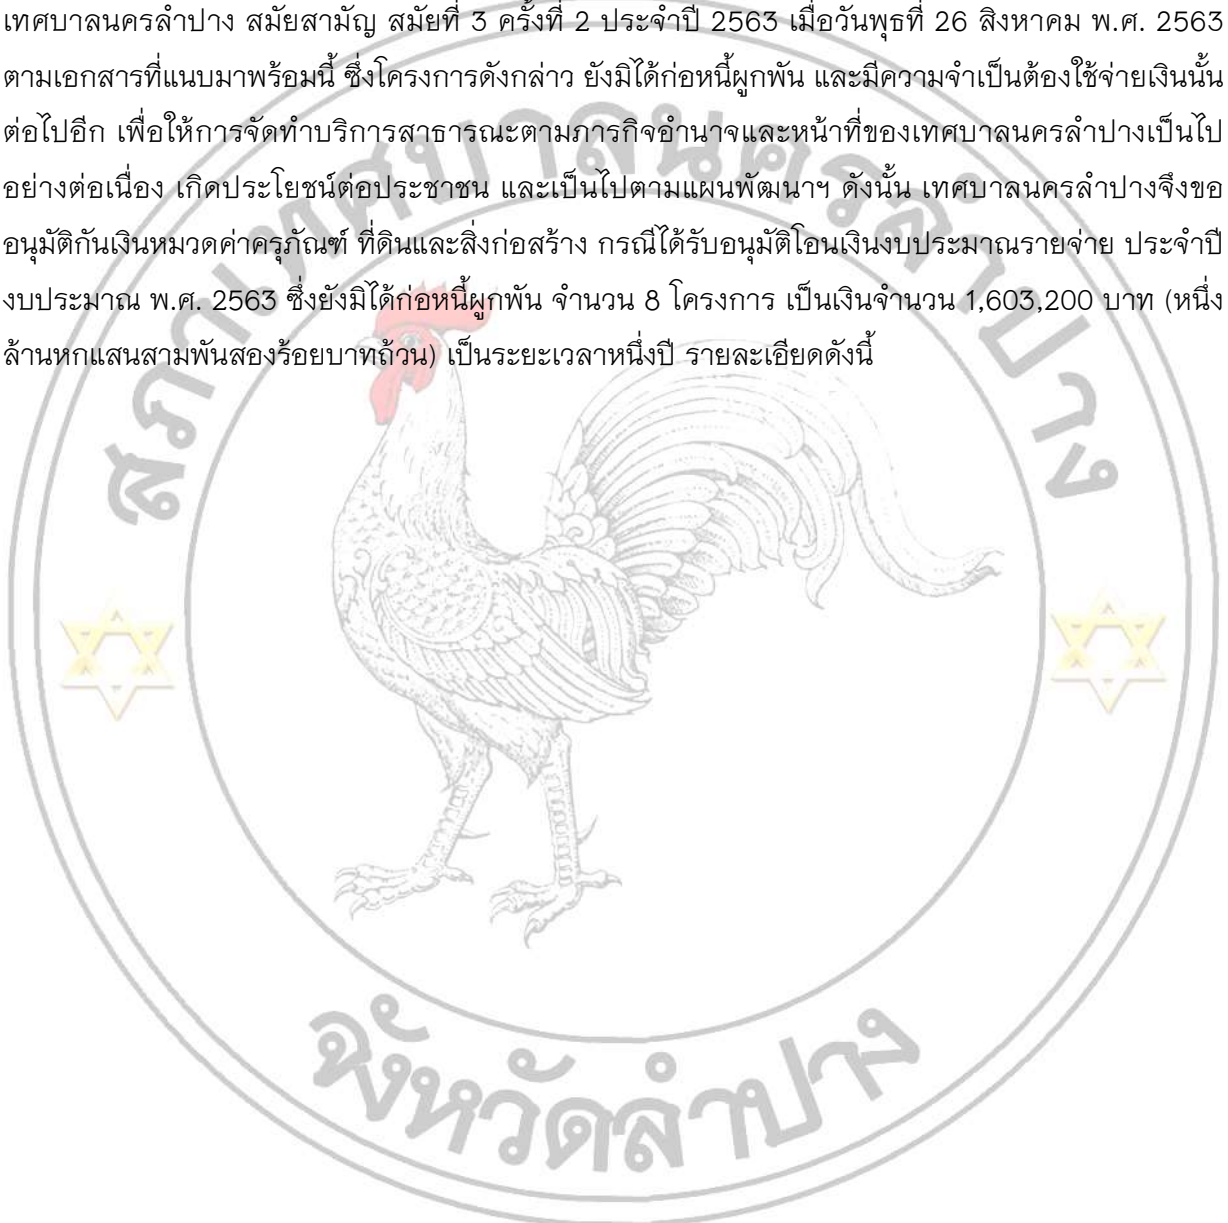 เทศบาลนครลำปาง สมัยสามัญ สมัยที่ 3 ครั้งที่ 2 ประจำปี 2563 เมื่อวันพุธที่ 26 สิงหาคม พ.ศ. 2563
ตามเอกสารที่แนบมาพร้อมนี้ ซึ่งโครงการดังกล่าว ยังมิได้ก่อหนี้ผูกพัน และมีความจำเป็นต้องใช้จ่ายเงินนั้น
ต่อไปอีก เพื่อให้การจัดทำบริการสาธารณะตามภารกิจอำนาจและหน้าที่ของเทศบาลนครลำปางเป็นไป
อย่างต่อเนื่อง เกิดประโยชน์ต่อประชาชน และเป็นไปตามแผนพัฒนาฯ ดังนั้น เทศบาลนครลำปางจึงขอ
อนุมัติกันเงินหมวดค่าครุภัณฑ์ ที่ดินและสิ่งก่อสร้าง กรณีได้รับอนุมัติโอนเงินงบประมาณรายจ่าย ประจำปี
งบประมาณ พ.ศ. 2563 ซึ่งยังมิได้ก่อหนี้ผูกพัน จำนวน 8 โครงการ เป็นเงินจำนวน 1,603,200 บาท (หนึ่ง
ล้านหกแสนสามพันสองร้อยบาทถ้วน) เป็นระยะเวลาหนึ่งปี รายละเอียดดังนี้
สภาเทศบาลนครลำปาง
จังหวัดลำปาง